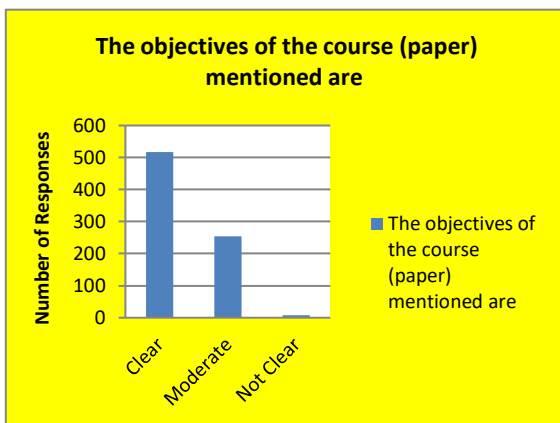 The objectives of the course (paper)
mentioned are
Number of Responses
600
500
400
300
200
100
0
Clear
Moderate
Not Clear
The objectives of
the course
(paper)
mentioned are